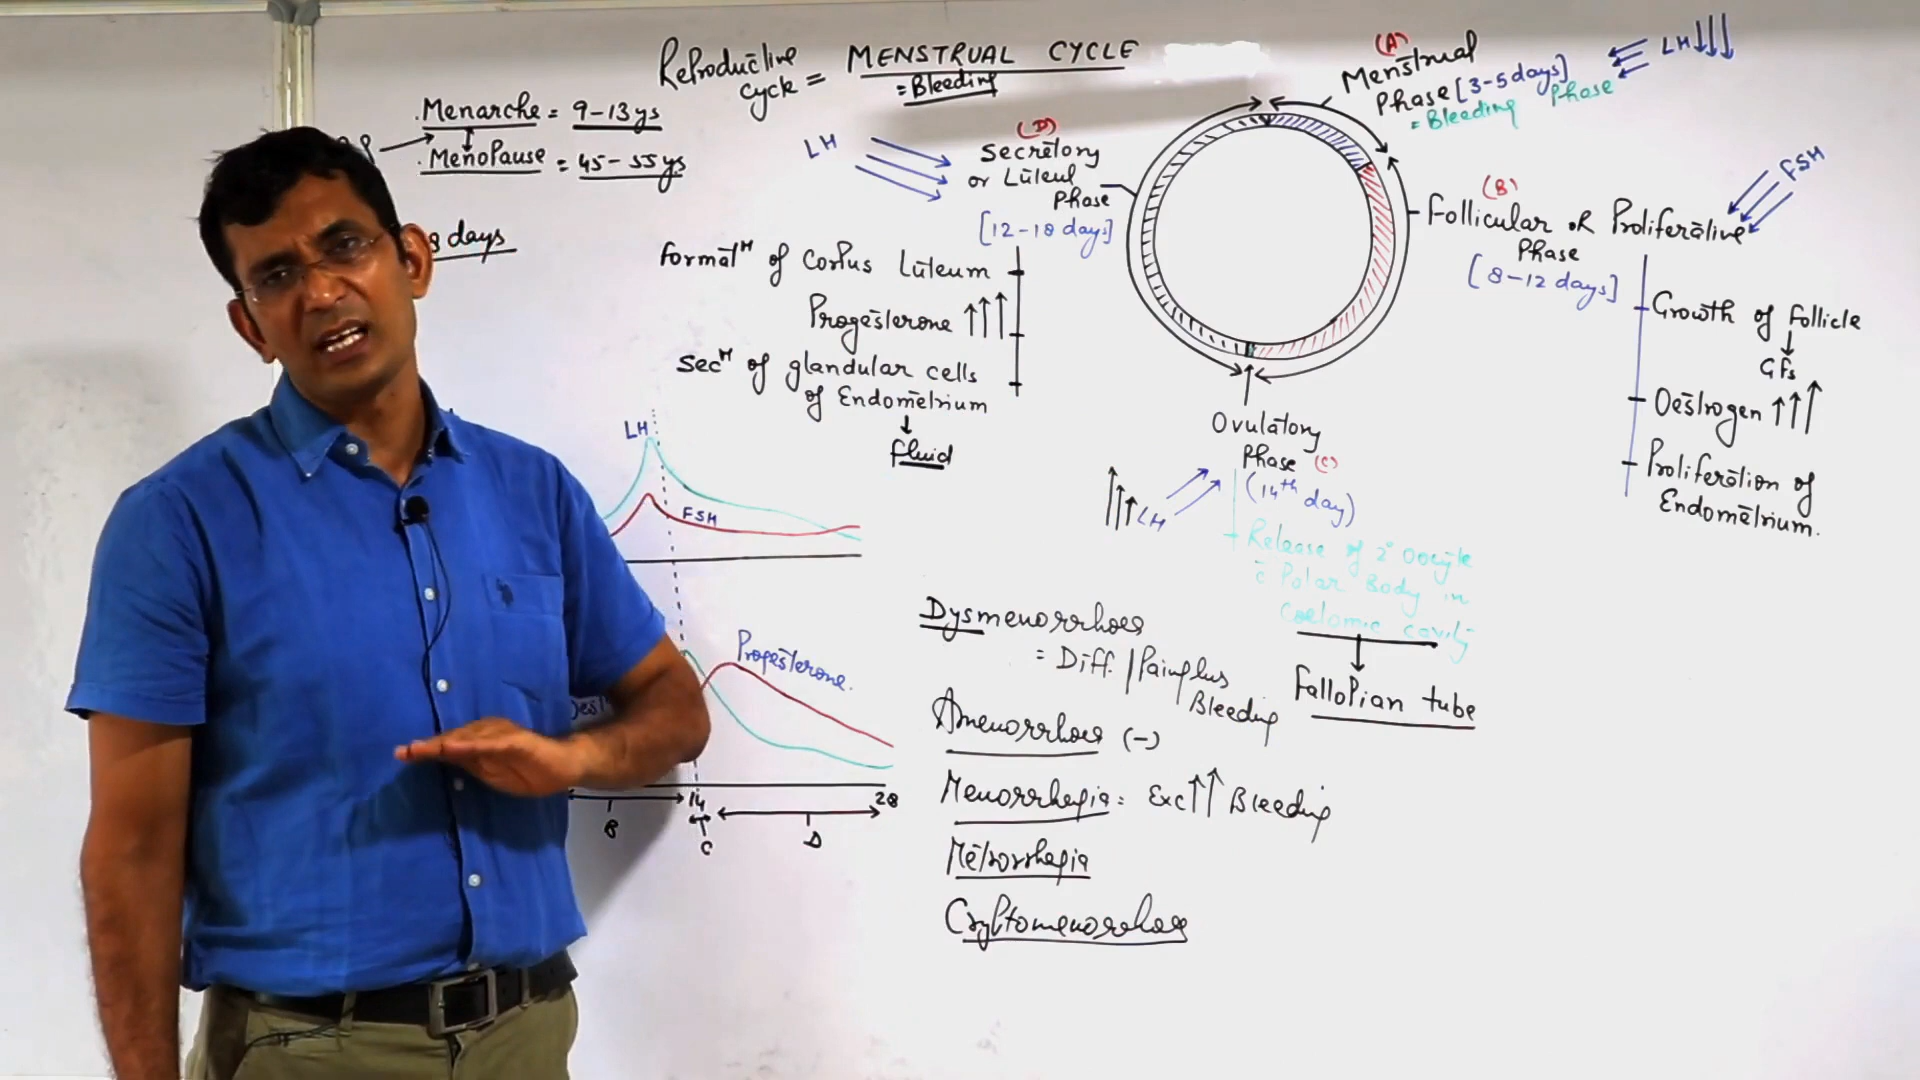 Reproductive
cycle =
MENSTRUAL CYCLE
= Bleeding
. Menarche = 9-13 ys
. MenoPause = 45-55 ys
8 days
(A)
Menstrual
Phase [3-5 days]
= Bleeding Phase
LH ↓↓↓
LH
(D)
Secretory
or Luteul
Phase
[12-18 days]
formatⁿ of Corpus Luteum
Progesterone ↑↑↑
Secⁿ of glandular cells
of Endometrium
↓
fluid
FSH
(B)
Follicular or Proliferative
Phase
[8-12 days]
Growth of follicle
↓
GFs
Oestrogen ↑↑↑
Proliferation of
Endometrium.
Ovulatory
Phase (C)
(14th day)
↑↑↑ LH
Release of 2° Oocyte
c̄ Polar Body in
Coelomic cavity
↓
Fallopian tube
LH
FSH
Progesterone.
14
28
B
C
D
Dysmenorrhoea
= Diff. / Painful
Bleeding
Amenorrhoea (-)
Menorrhagia = Exc ↑↑ Bleeding
Metrorrhagia
Cryptomenorrhoea